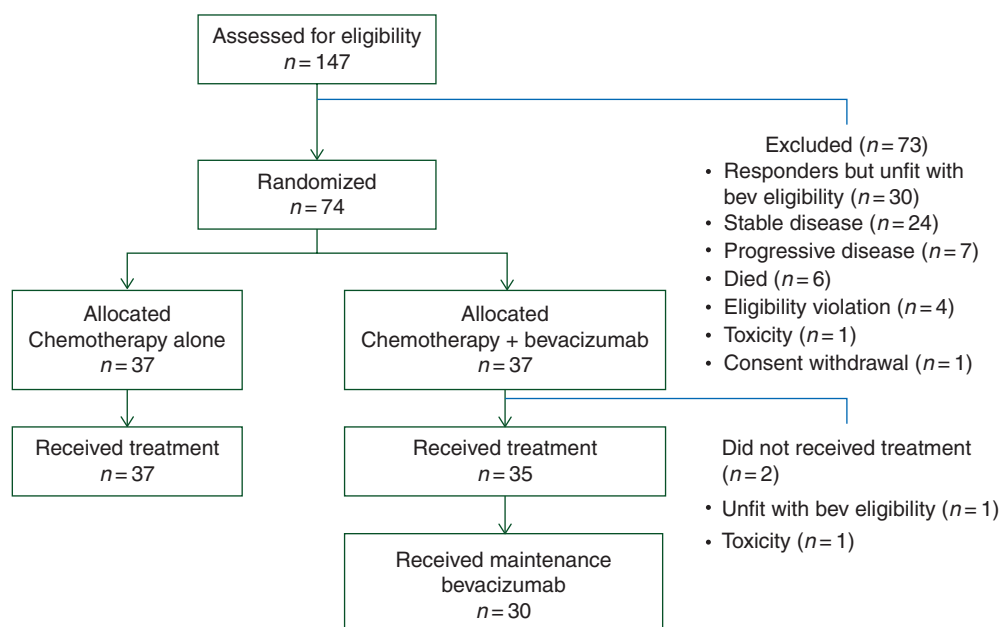 Assessed for eligibility
n = 147
Excluded (n = 73)
• Responders but unfit with
bev eligibility (n = 30)
• Stable disease (n = 24)
• Progressive disease (n = 7)
• Died (n = 6)
• Eligibility violation (n = 4)
• Toxicity (n = 1)
• Consent withdrawal (n = 1)
Randomized
n = 74
Allocated
Chemotherapy alone
n = 37
Allocated
Chemotherapy + bevacizumab
n = 37
Received treatment
n = 37
Received treatment
n = 35
Did not received treatment
(n = 2)
• Unfit with bev eligibility (n = 1)
• Toxicity (n = 1)
Received maintenance
bevacizumab
n = 30